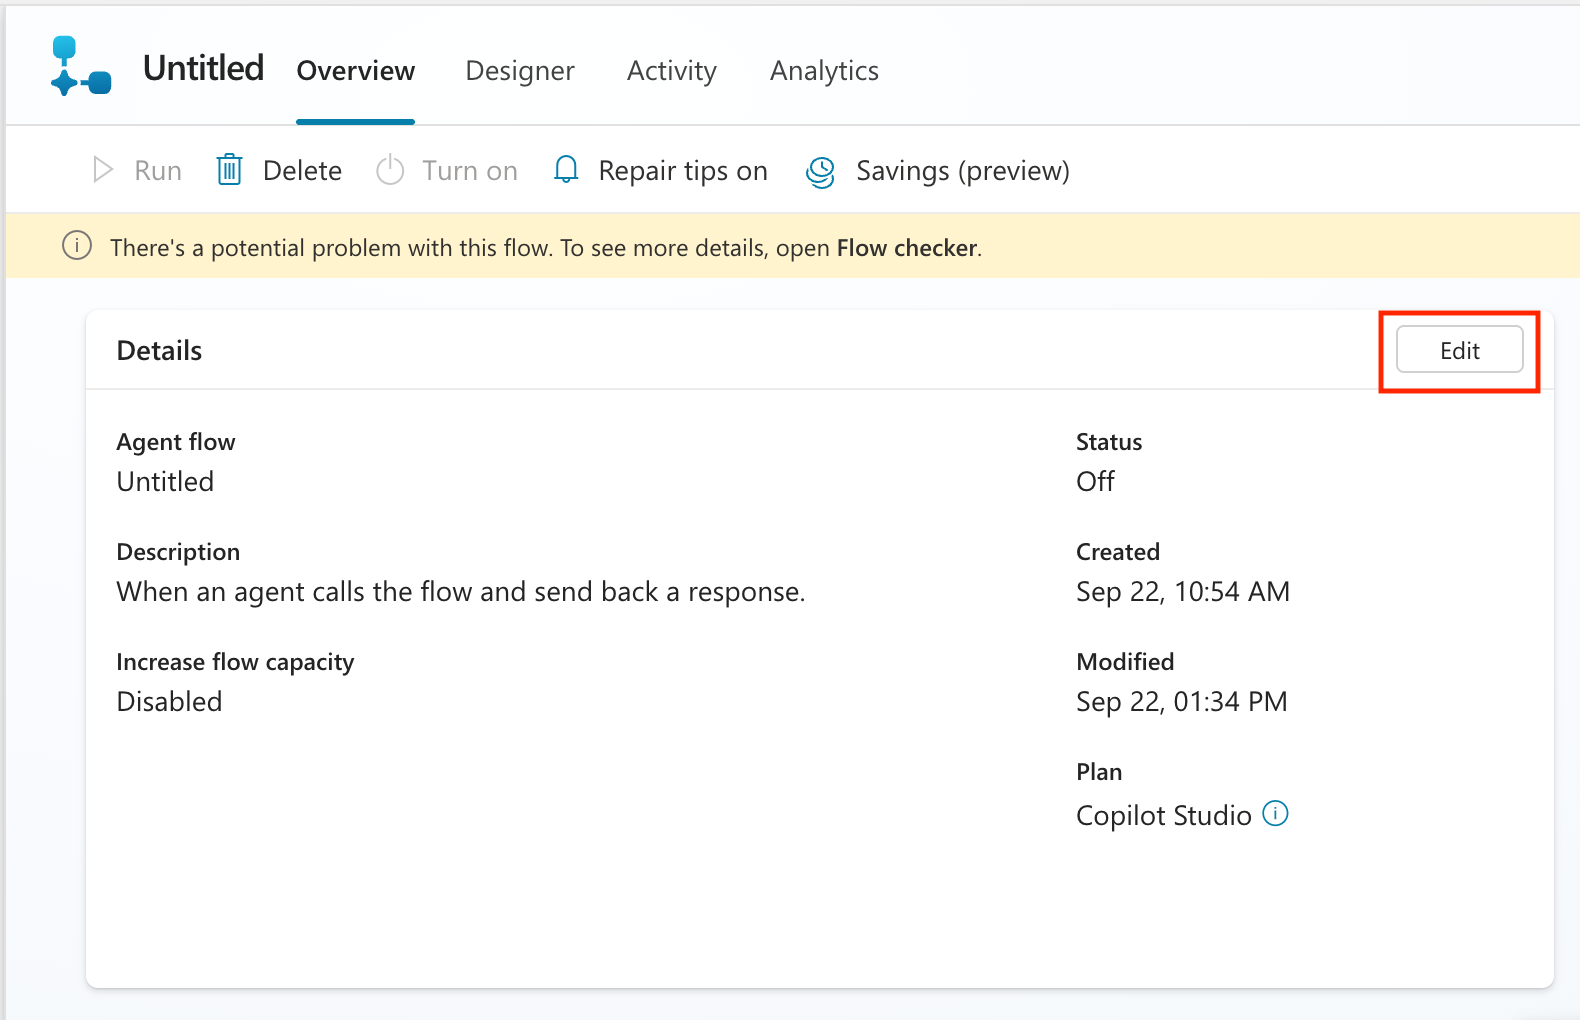 Untitled Overview Designer Activity Analytics
Run Delete Turn on Repair tips on Savings (preview)
There's a potential problem with this flow. To see more details, open Flow checker.
Details
Edit
Agent flow
Untitled
Description
When an agent calls the flow and send back a response.
Increase flow capacity
Disabled
Status
Off
Created
Sep 22, 10:54 AM
Modified
Sep 22, 01:34 PM
Plan
Copilot Studio